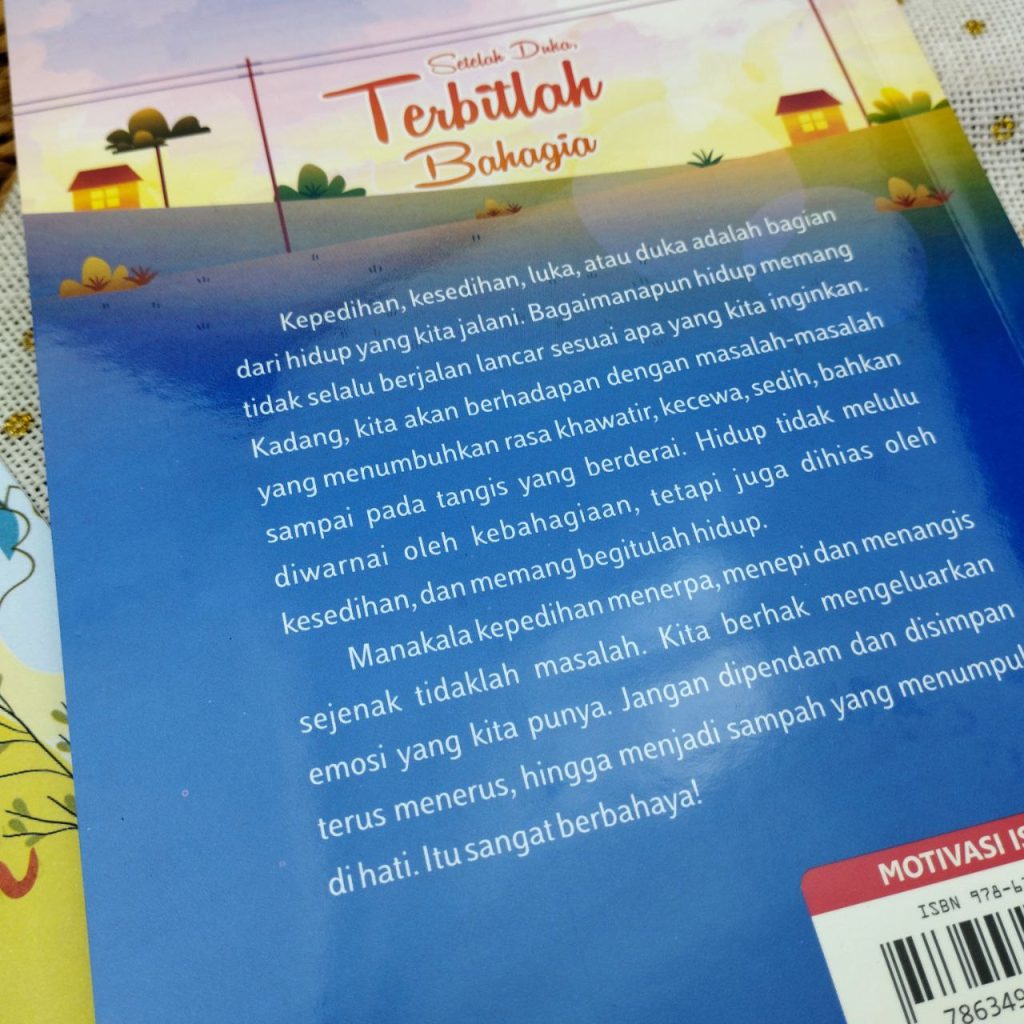 Setelah Duka,
Terbitlah
Bahagia
Kepedihan, kesedihan, luka, atau duka adalah bagian
dari hidup yang kita jalani. Bagaimanapun hidup memang
tidak selalu berjalan lancar sesuai apa yang kita inginkan.
Kadang, kita akan berhadapan dengan masalah-masalah
yang menumbuhkan rasa khawatir, kecewa, sedih, bahkan
sampai pada tangis yang berderai. Hidup tidak melulu
diwarnai oleh kebahagiaan, tetapi juga dihias oleh
kesedihan, dan memang begitulah hidup.
Manakala kepedihan menerpa, menepi dan menangis
sejenak tidaklah masalah. Kita berhak mengeluarkan
emosi yang kita punya. Jangan dipendam dan disimpan
terus menerus, hingga menjadi sampah yang menumpuk
di hati. Itu sangat berbahaya!
MOTIVASI IS
ISBN 978-6
786349